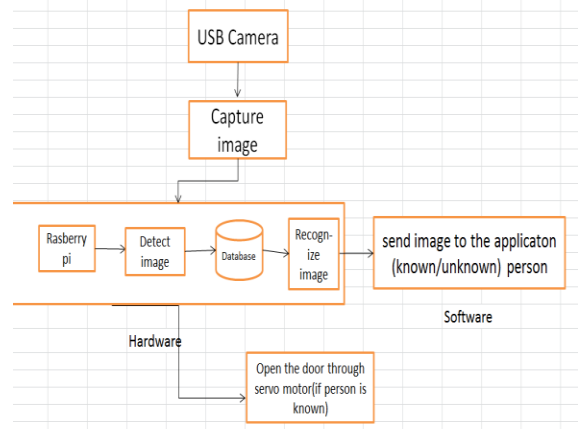 USB Camera
Capture
image
Rasberry
pi
Detect
image
Database
Recogn-
ize
image
send image to the applicaton
(known/unknown) person
Software
Hardware
Open the door through
servo motor(if person is
known)